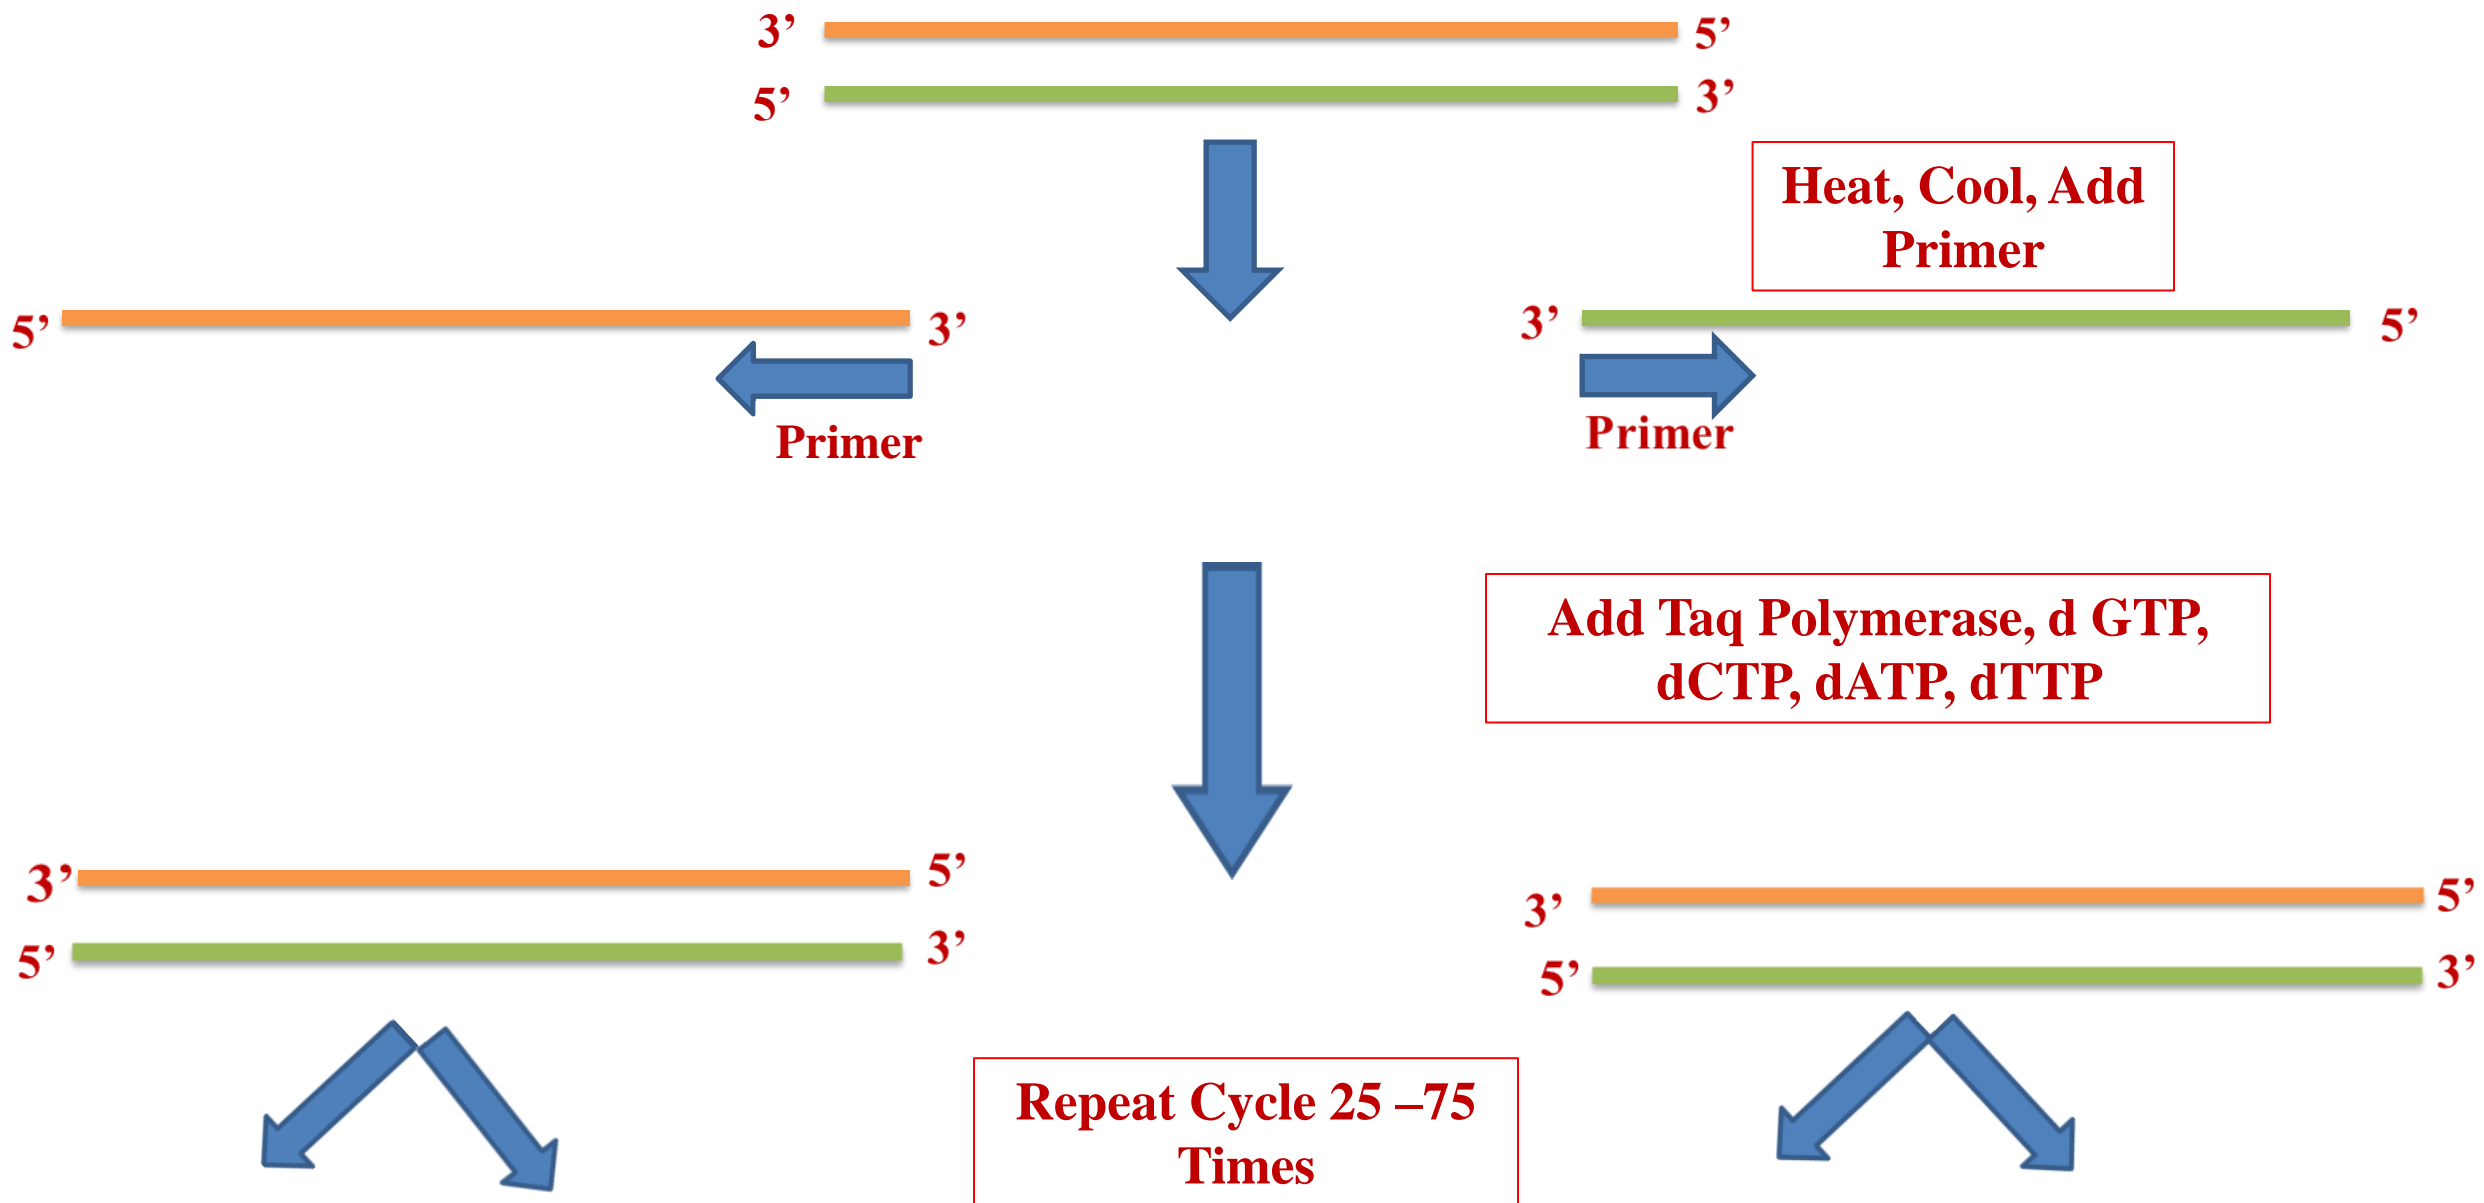 3’ 5’
5’ 3’
Heat, Cool, Add
Primer
5’ 3’ 3’ 5’
Primer Primer
Add Taq Polymerase, d GTP,
dCTP, dATP, dTTP
3’ 5’ 3’ 5’
5’ 3’ 5’ 3’
Repeat Cycle 25 –75
Times